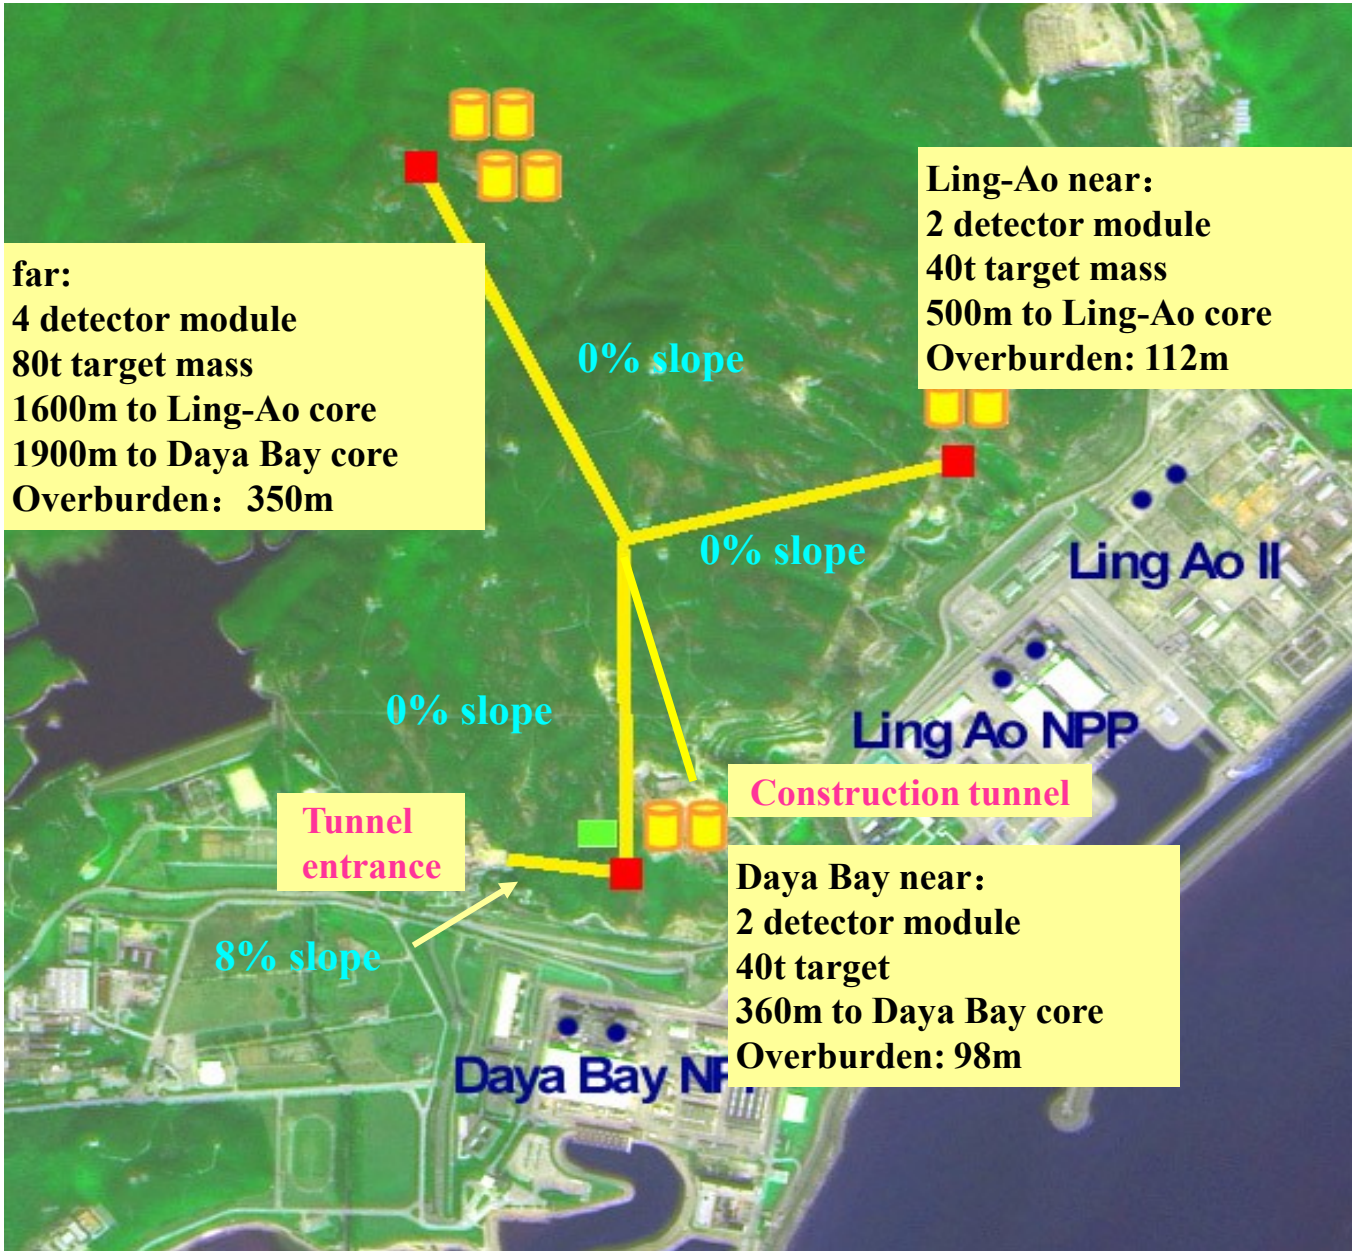 far:
4 detector module
80t target mass
1600m to Ling-Ao core
1900m to Daya Bay core
Overburden：350m
Ling-Ao near：
2 detector module
40t target mass
500m to Ling-Ao core
Overburden: 112m
0% slope
0% slope
Ling Ao II
0% slope
Ling Ao NPP
Construction tunnel
Tunnel
entrance
8% slope
Daya Bay near：
2 detector module
40t target
360m to Daya Bay core
Overburden: 98m
Daya Bay